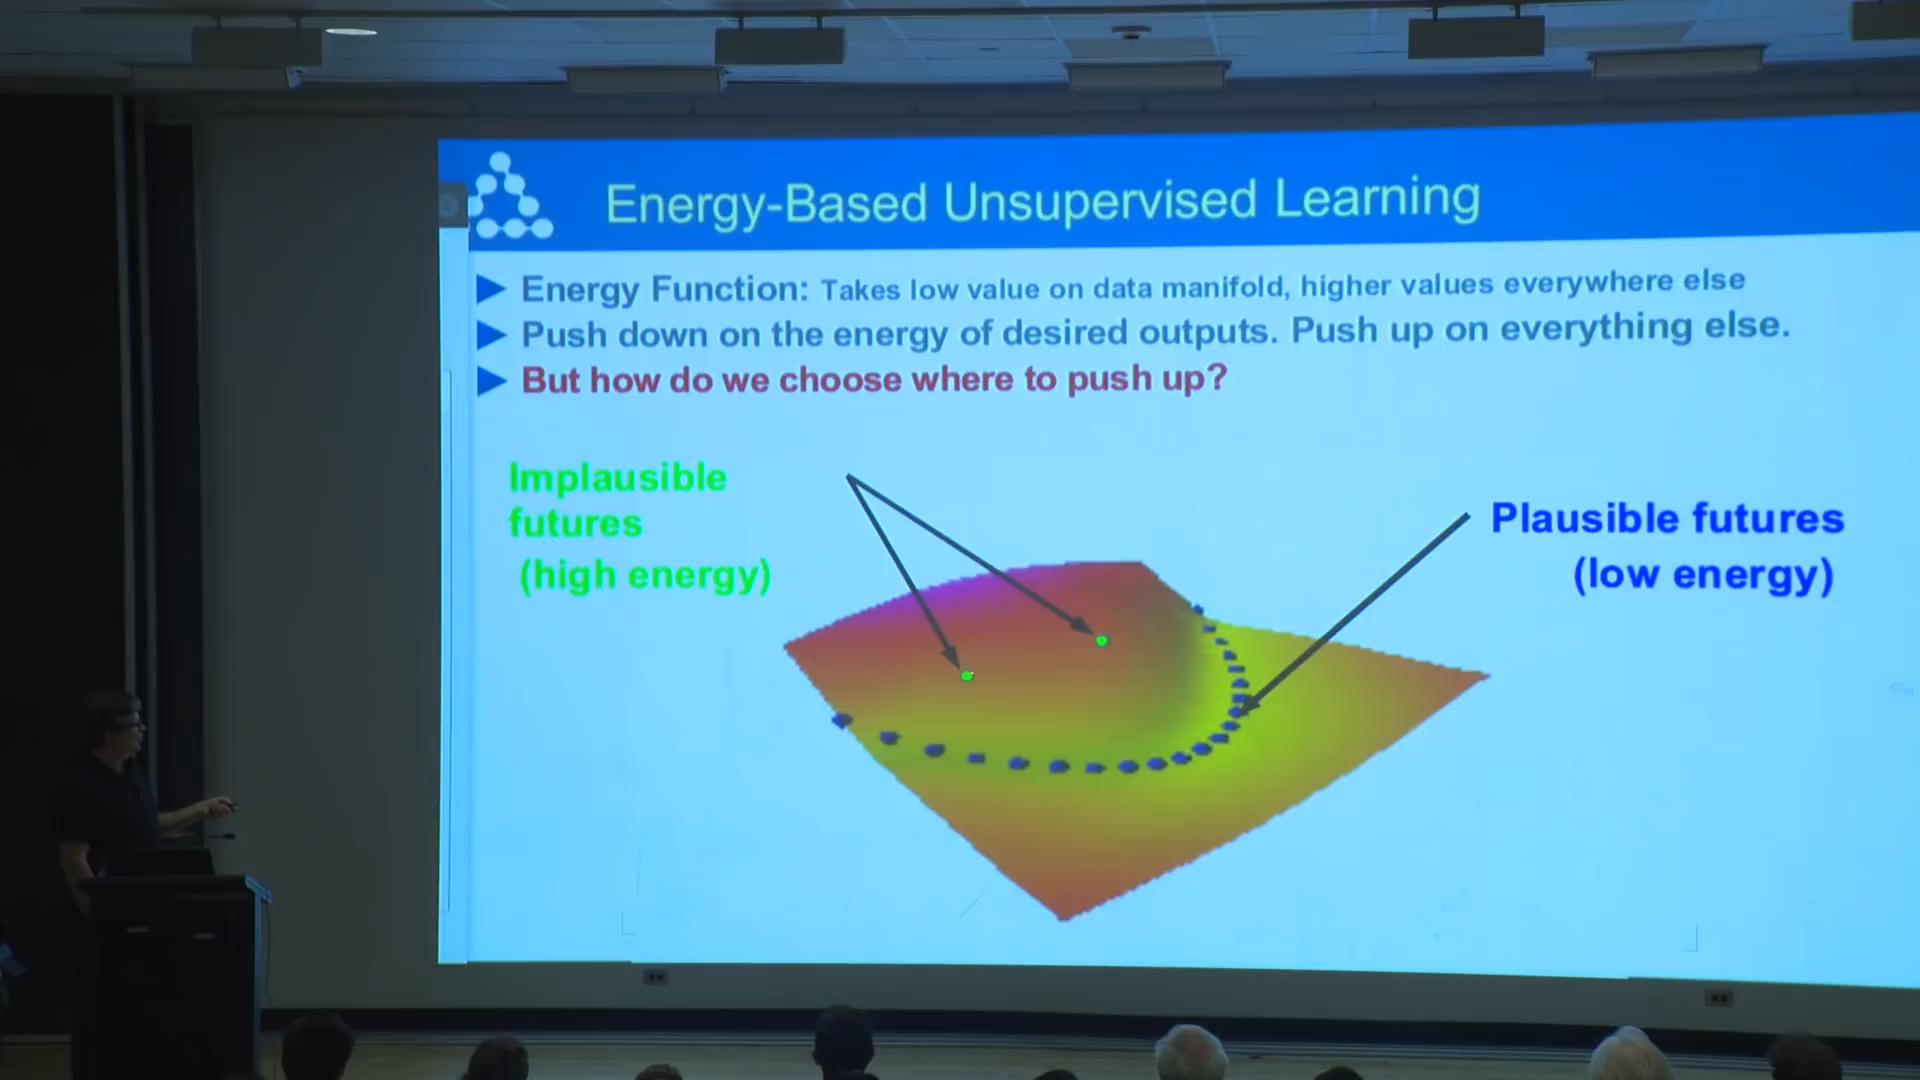 Energy-Based Unsupervised Learning
Energy Function: Takes low value on data manifold, higher values everywhere else
Push down on the energy of desired outputs. Push up on everything else.
But how do we choose where to push up?
Implausible
futures
(high energy)
Plausible futures
(low energy)